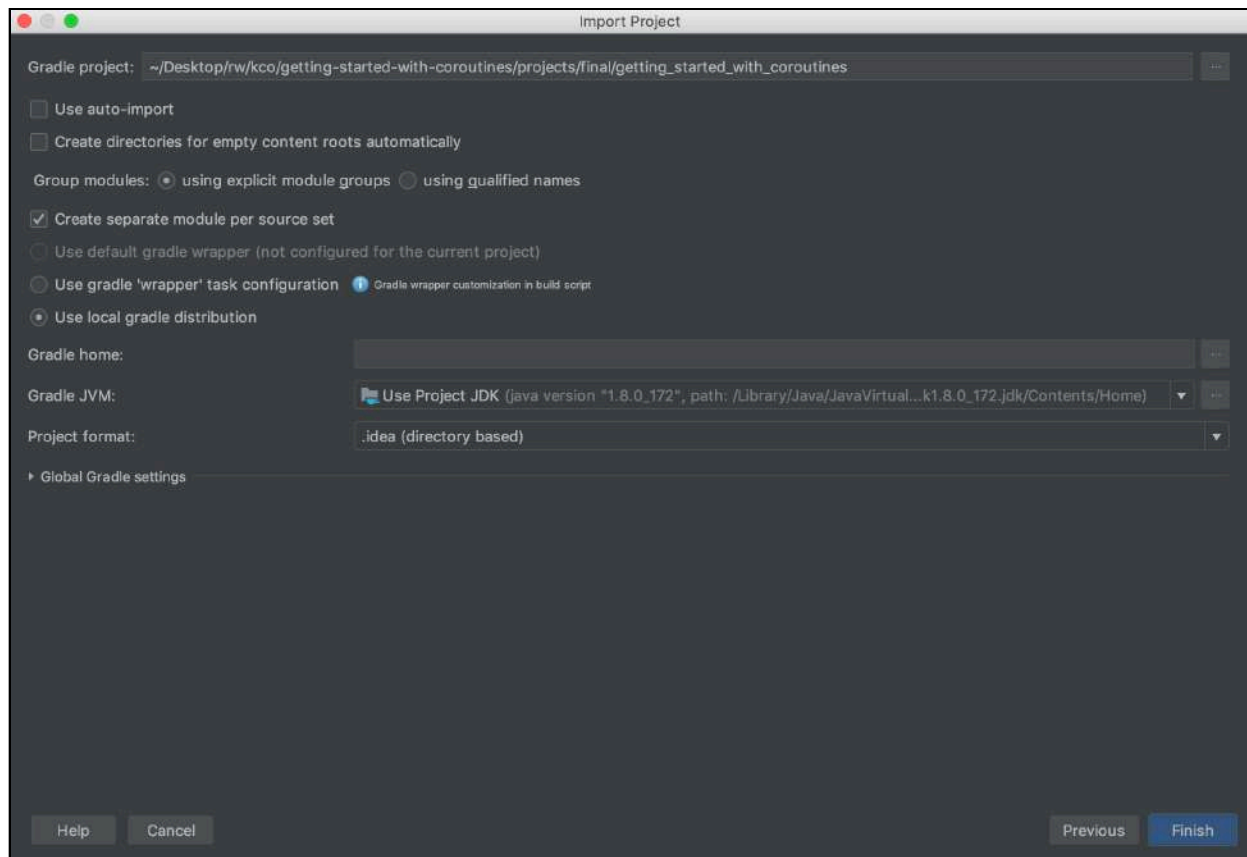 Import Project
Gradle project: ~/Desktop/rw/kco/getting-started-with-coroutines/projects/final/getting_started_with_coroutines ...
Use auto-import
Create directories for empty content roots automatically
Group modules: using explicit module groups using qualified names
Create separate module per source set
Use default gradle wrapper (not configured for the current project)
Use gradle 'wrapper' task configuration Gradle wrapper customization in build script
Use local gradle distribution
Gradle home: ...
Gradle JVM: Use Project JDK (java version "1.8.0_172", path: /Library/Java/JavaVirtual...k1.8.0_172.jdk/Contents/Home) ...
Project format: .idea (directory based)
Global Gradle settings
Help Cancel Previous Finish